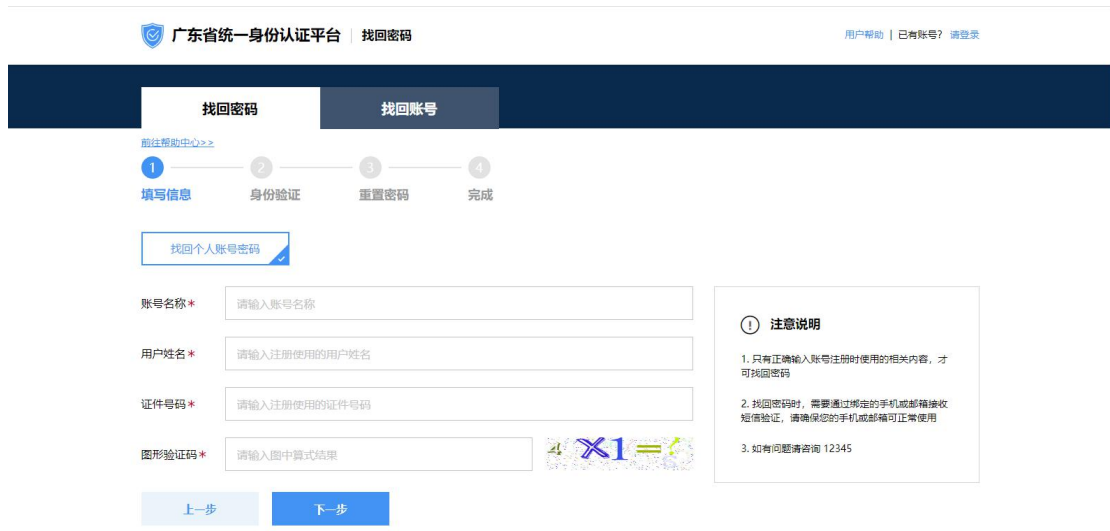 广东省统一身份认证平台 | 找回密码
用户帮助 | 已有账号? 请登录
找回密码 找回账号
前往帮助中心>>
1 2 3 4
填写信息 身份验证 重置密码 完成
找回个人账号密码
账号名称* 请输入账号名称
用户姓名* 请输入注册使用的用户姓名
证件号码* 请输入注册使用的证件号码
图形验证码* 请输入图中算式结果 4×1=?
上一步 下一步
注意说明
1. 只有正确输入账号注册时使用的相关内容,才
可找回密码
2. 找回密码时,需要通过绑定的手机或邮箱接收
短信验证,请确保您的手机或邮箱可正常使用
3. 如有问题请咨询 12345